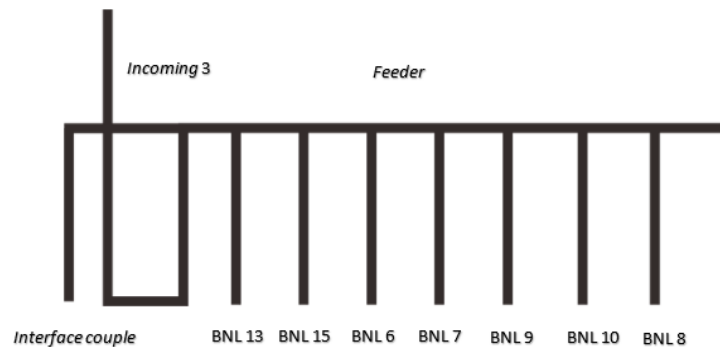 Incoming 3
Feeder
Interface couple
BNL 13
BNL 15
BNL 6
BNL 7
BNL 9
BNL 10
BNL 8